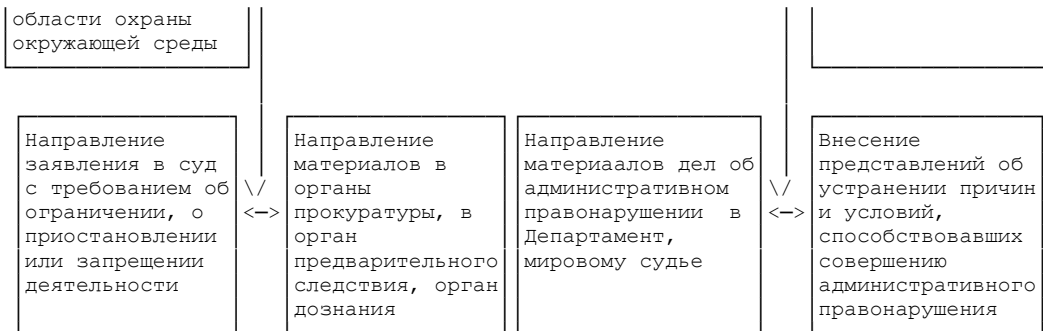 области охраны
окружающей среды
Направление
заявления в суд
с требованием об
ограничении, о
приостановлении
или запрещении
деятельности
\/
<─>
Направление
материалов в
органы
прокуратуры, в
орган
предварительного
следствия, орган
дознания
Направление
материаалов дел об
административном
правонарушении в
Департамент,
мировому судье
\/
<─>
Внесение
представлений об
устранении причин
и условий,
способствовавших
совершению
административного
правонарушения